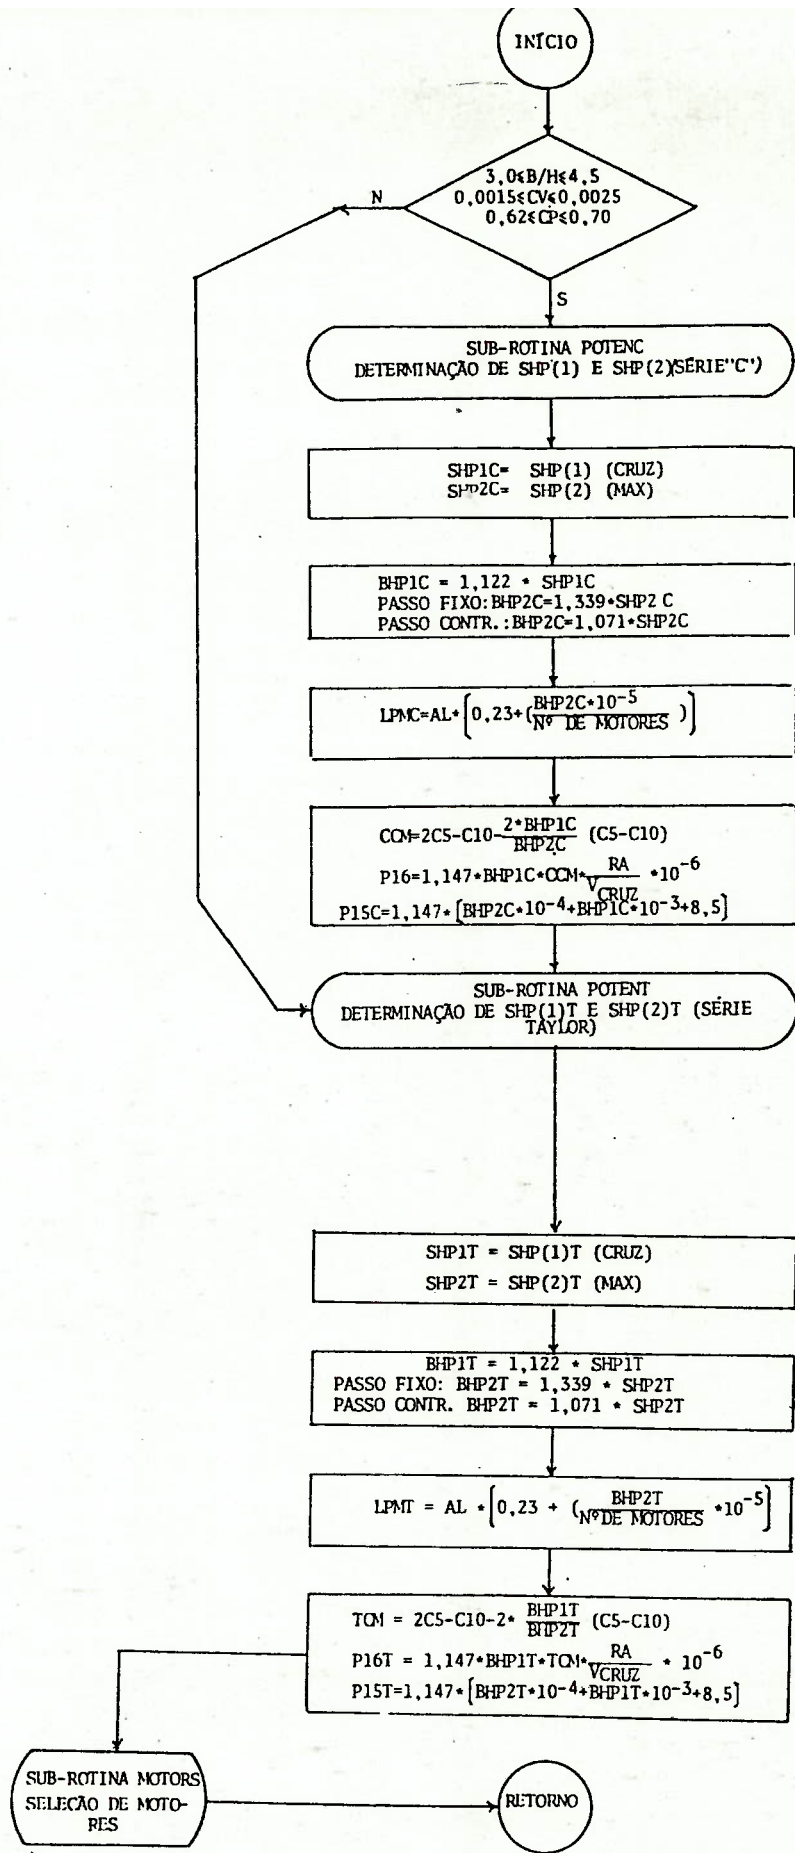 INÍCIO
3,0≤B/H≤4,5
0,0015≤CV≤0,0025
0,62≤CP≤0,70
N
S
SUB-ROTINA POTENC
DETERMINAÇÃO DE SHP(1) E SHP(2)(SÉRIE"C")
SHP1C= SHP(1) (CRUZ)
SHP2C= SHP(2) (MAX)
BHP1C = 1,122 * SHP1C
PASSO FIXO:BHP2C=1,339*SHP2 C
PASSO CONTR.:BHP2C=1,071*SHP2C
LPMC=AL*[0,23+(BHP2C*10⁻⁵/Nº DE MOTORES)]
CCM=2C5-C10-2*BHP1C/BHP2C (C5-C10)
P16=1,147*BHP1C*CCM*RA/VCRUZ *10⁻⁶
P15C=1,147*[BHP2C*10⁻⁴+BHP1C*10⁻³+8,5]
SUB-ROTINA POTENT
DETERMINAÇÃO DE SHP(1)T E SHP(2)T (SÉRIE
TAYLOR)
SHP1T = SHP(1)T (CRUZ)
SHP2T = SHP(2)T (MAX)
BHP1T = 1,122 * SHP1T
PASSO FIXO: BHP2T = 1,339 * SHP2T
PASSO CONTR. BHP2T = 1,071 * SHP2T
LPMT = AL *[0,23 + (BHP2T/Nº DE MOTORES *10⁻⁵]
TCM = 2C5-C10-2* BHP1T/BHP2T (C5-C10)
P16T = 1,147*BHP1T*TCM*RA/VCRUZ * 10⁻⁶
P15T=1,147*[BHP2T*10⁻⁴+BHP1T*10⁻³+8,5]
SUB-ROTINA MOTORS
SELEÇÃO DE MOTO-
RES
RETORNO